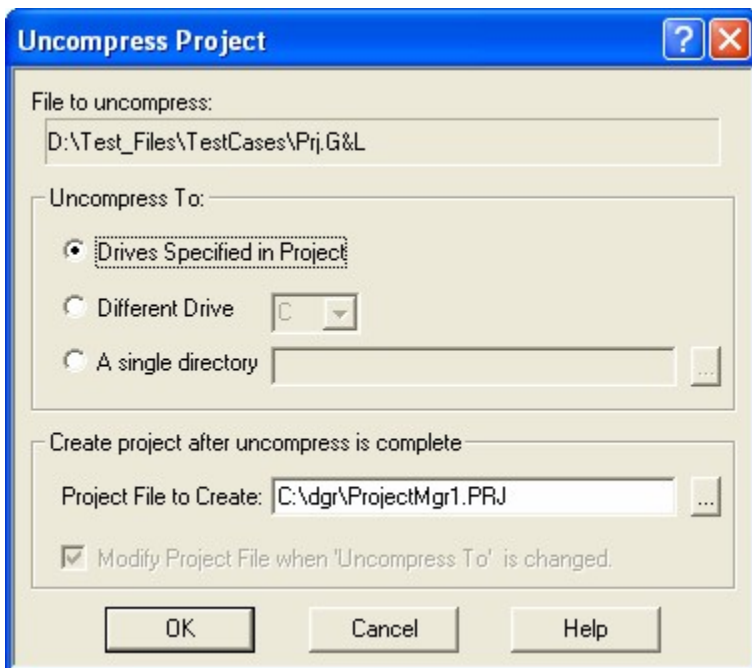 Uncompress Project
File to uncompress:
D:\Test_Files\TestCases\Prj.G&L
Uncompress To:
Drives Specified in Project
Different Drive C
A single directory ...
Create project after uncompress is complete
Project File to Create: C:\dgr\ProjectMgr1.PRJ ...
Modify Project File when 'Uncompress To' is changed.
OK Cancel Help